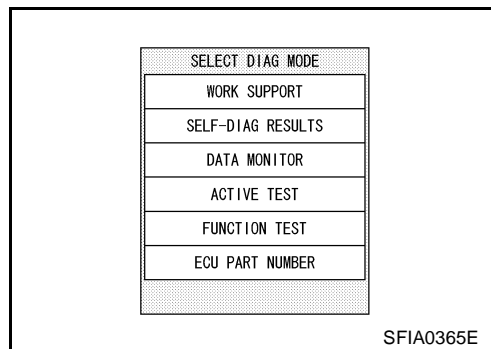 SELECT DIAG MODE
WORK SUPPORT
SELF-DIAG RESULTS
DATA MONITOR
ACTIVE TEST
FUNCTION TEST
ECU PART NUMBER
SFIA0365E